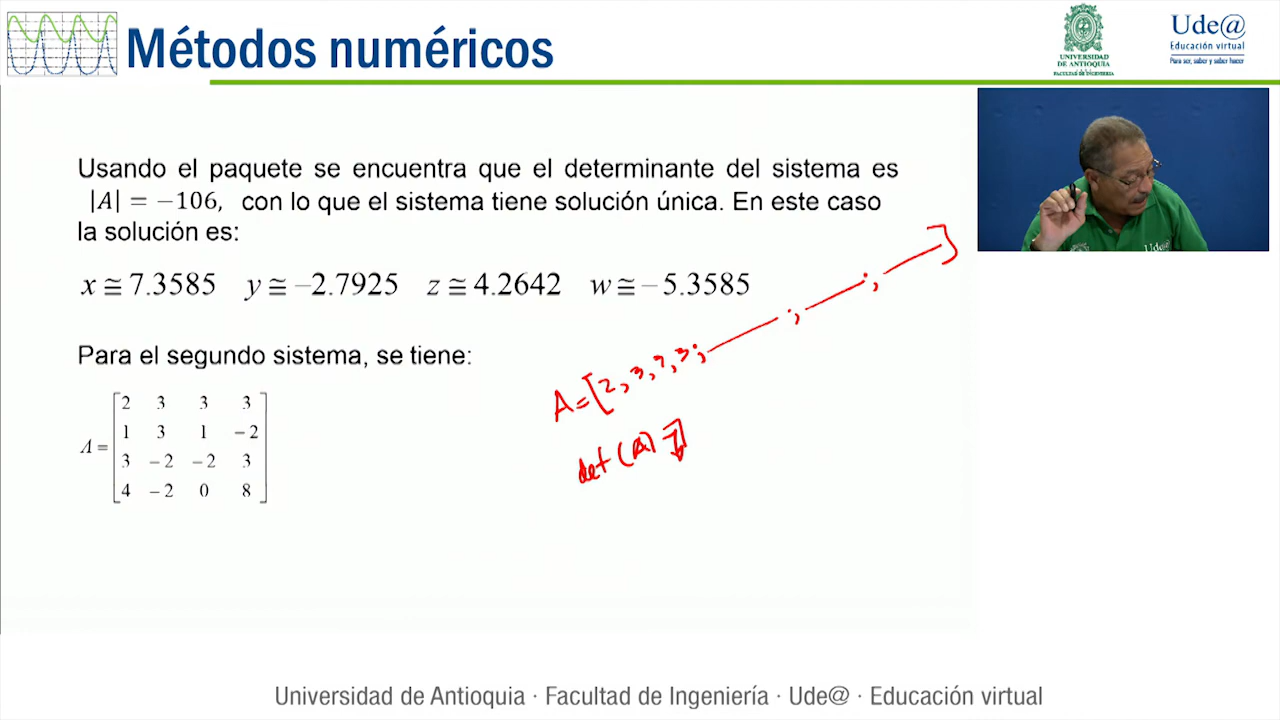 Métodos numéricos
UNIVERSIDAD
DE ANTIOQUIA
FACULTAD DE INGENIERÍA
Ude@
Educación virtual
Para ser, saber y saber hacer
Usando el paquete se encuentra que el determinante del sistema es
|A| = −106, con lo que el sistema tiene solución única. En este caso
la solución es:
x ≅ 7.3585 y ≅ −2.7925 z ≅ 4.2642 w ≅ −5.3585
Para el segundo sistema, se tiene:
A =
2 3 3 3
1 3 1 −2
3 −2 −2 3
4 −2 0 8
A=[2,3,3,3; ; ; ]
det(A)
Universidad de Antioquia · Facultad de Ingeniería · Ude@ · Educación virtual